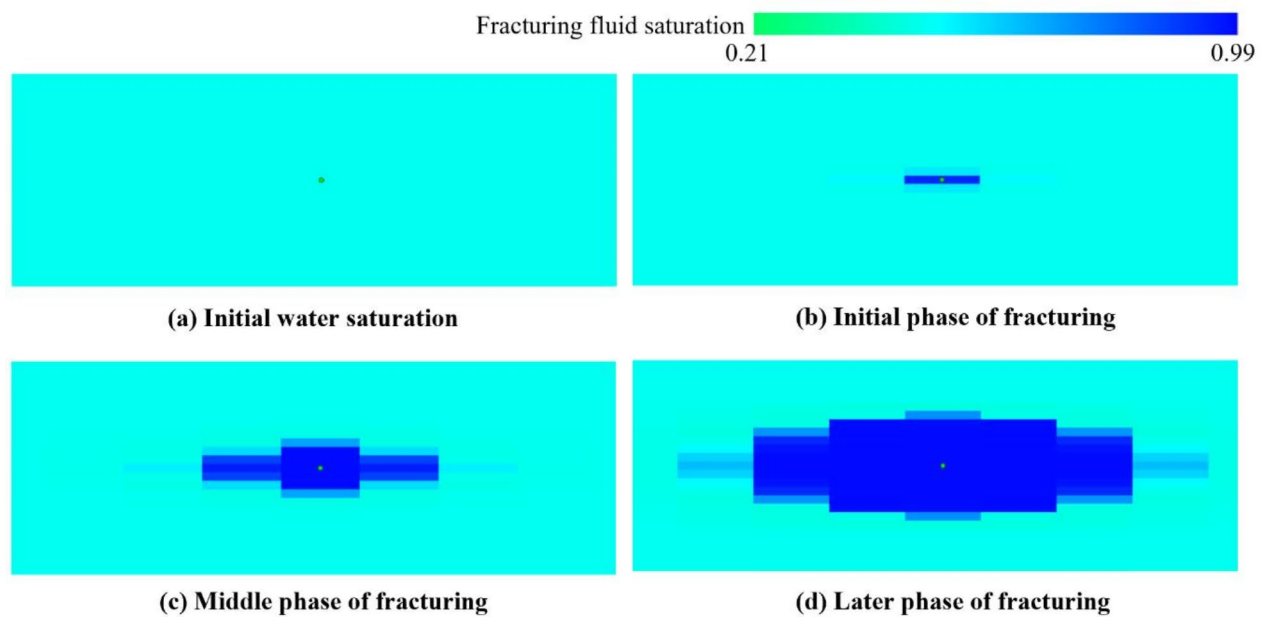 Fracturing fluid saturation
0.21 0.99
(a) Initial water saturation
(b) Initial phase of fracturing
(c) Middle phase of fracturing
(d) Later phase of fracturing